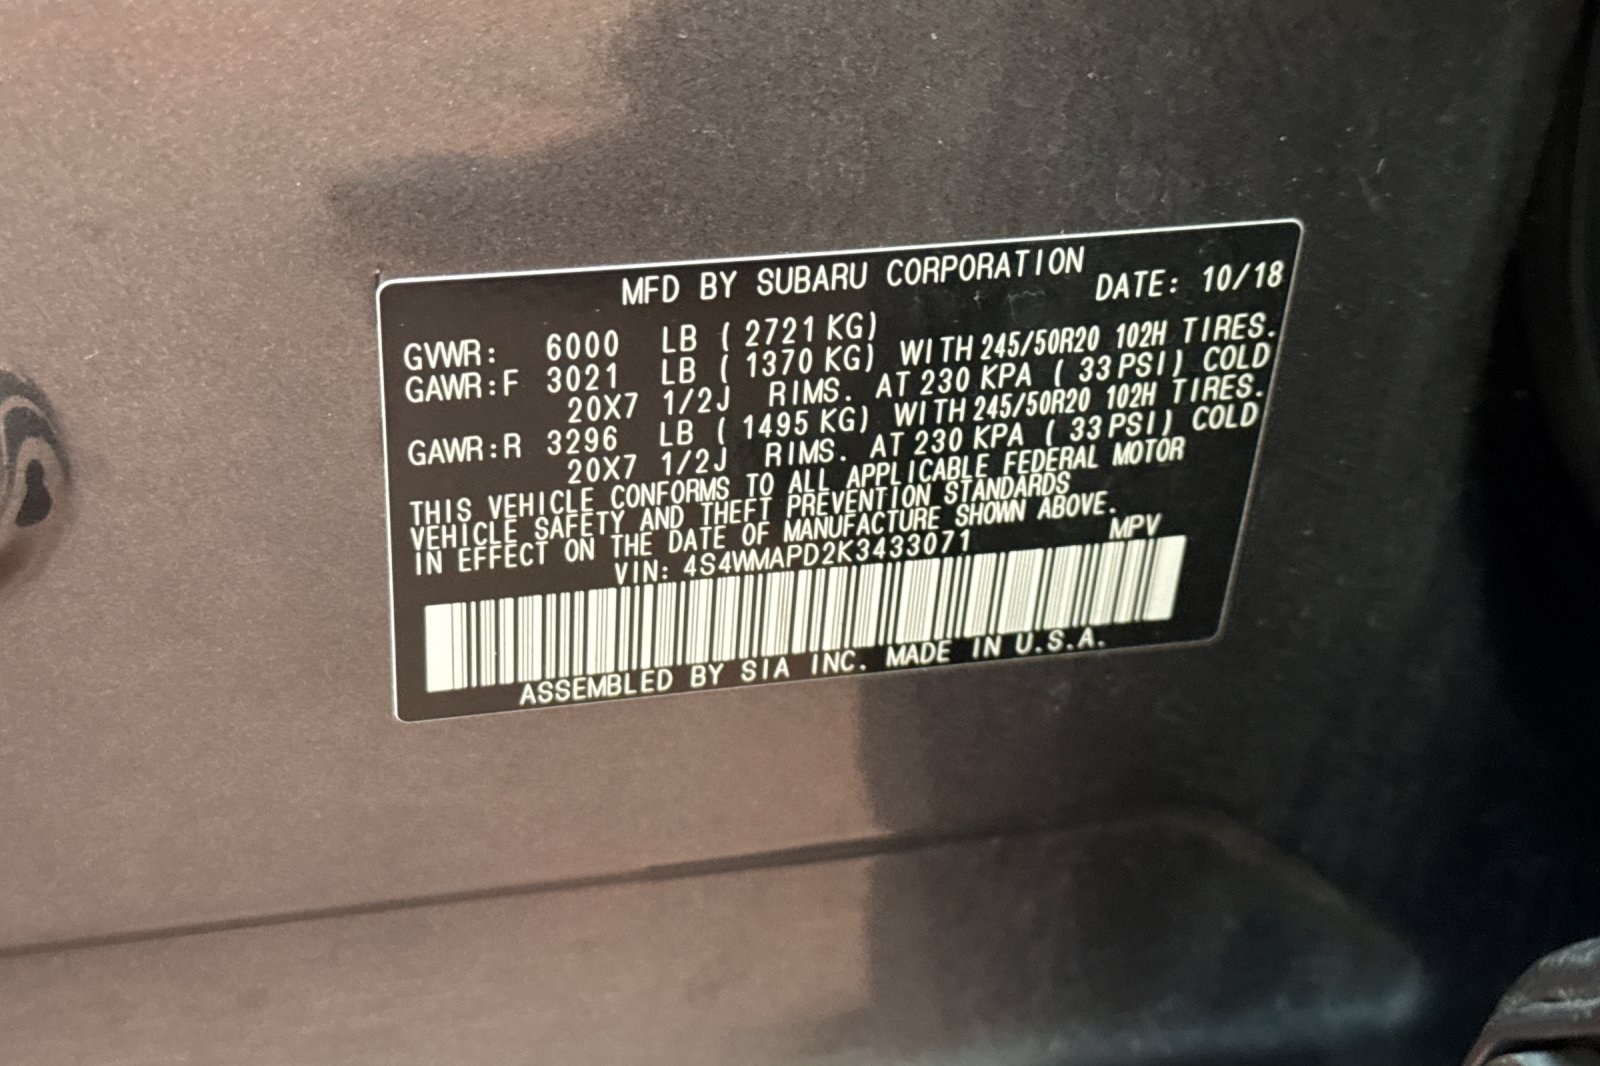 MFD BY SUBARU CORPORATION DATE: 10/18
GVWR: 6000 LB ( 2721 KG)
GAWR:F 3021 LB ( 1370 KG) WITH 245/50R20 102H TIRES.
20X7 1/2J RIMS. AT 230 KPA ( 33 PSI) COLD
GAWR:R 3296 LB ( 1495 KG) WITH 245/50R20 102H TIRES.
20X7 1/2J RIMS. AT 230 KPA ( 33 PSI) COLD
THIS VEHICLE CONFORMS TO ALL APPLICABLE FEDERAL MOTOR
VEHICLE SAFETY AND THEFT PREVENTION STANDARDS
IN EFFECT ON THE DATE OF MANUFACTURE SHOWN ABOVE.
VIN: 4S4WMAPD2K3433071 MPV
ASSEMBLED BY SIA INC. MADE IN U.S.A.